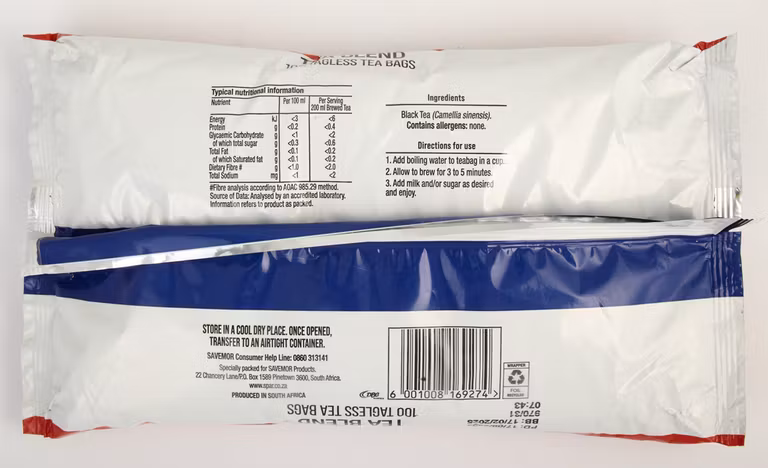 BLEND
TAGLESS TEA BAGS
Typical nutritional information
Nutrient Per 100 ml Per Serving 200 ml Brewed Tea
Energy kJ <3 <6
Protein g <0.2 <0.4
Glycaemic Carbohydrate g <1 <2
of which total sugar g <0.3 <0.6
Total Fat g <0.1 <0.2
of which Saturated fat g <0.1 <0.2
Dietary Fibre # g <1.0 <2.0
Total Sodium mg <1 <2
#Fibre analysis according to AOAC 985.29 method.
Source of Data: Analysed by an accredited laboratory.
Information refers to product as packed.
Ingredients
Black Tea (Camellia sinensis).
Contains allergens: none.
Directions for use
1. Add boiling water to teabag in a cup.
2. Allow to brew for 3 to 5 minutes.
3. Add milk and/or sugar as desired
and enjoy.
STORE IN A COOL DRY PLACE. ONCE OPENED,
TRANSFER TO AN AIRTIGHT CONTAINER.
SAVEMOR Consumer Help Line: 0860 313141
Specially packed for SAVEMOR Products.
22 Chancery Lane/P.O. Box 1589 Pinetown 3600, South Africa.
www.spar.co.za
PRODUCED IN SOUTH AFRICA
6 001008 169274 >
WRAPPER
TEA BLEND
100 TAGLESS TEA BAGS
BB: 17/02/2026
970/31
07:43